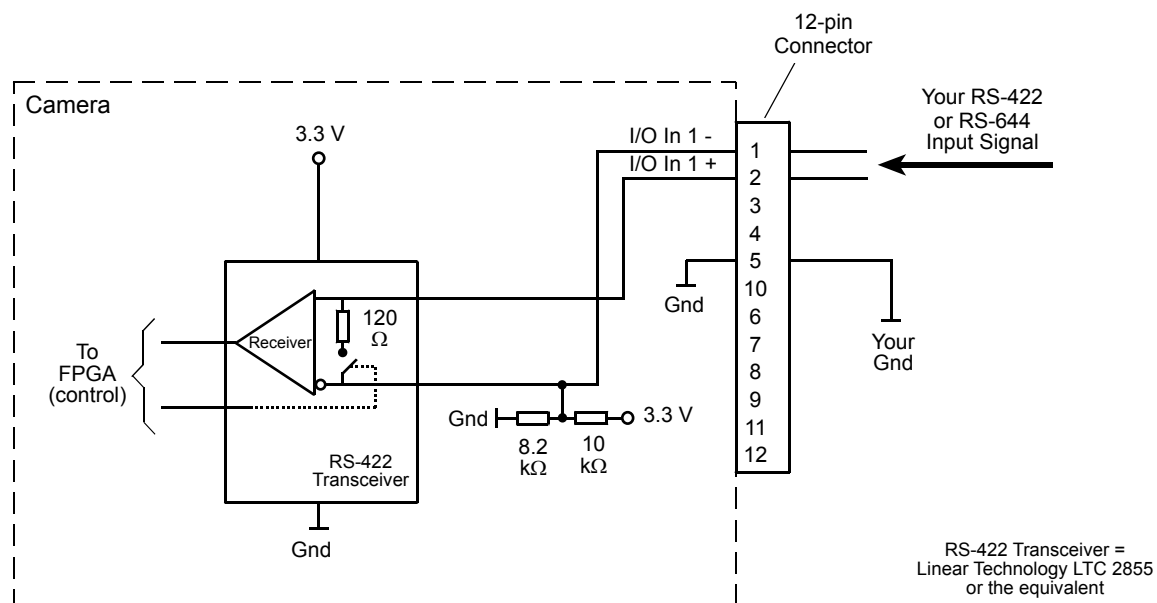 12-pin
Connector
Camera
Your RS-422
or RS-644
Input Signal
3.3 V
I/O In 1 -
I/O In 1 +
1
2
3
4
5
10
6
7
8
9
11
12
Gnd
Your
Gnd
Receiver
120
Ω
To
FPGA
(control)
Gnd
3.3 V
8.2
kΩ
10
kΩ
RS-422
Transceiver
Gnd
RS-422 Transceiver =
Linear Technology LTC 2855
or the equivalent